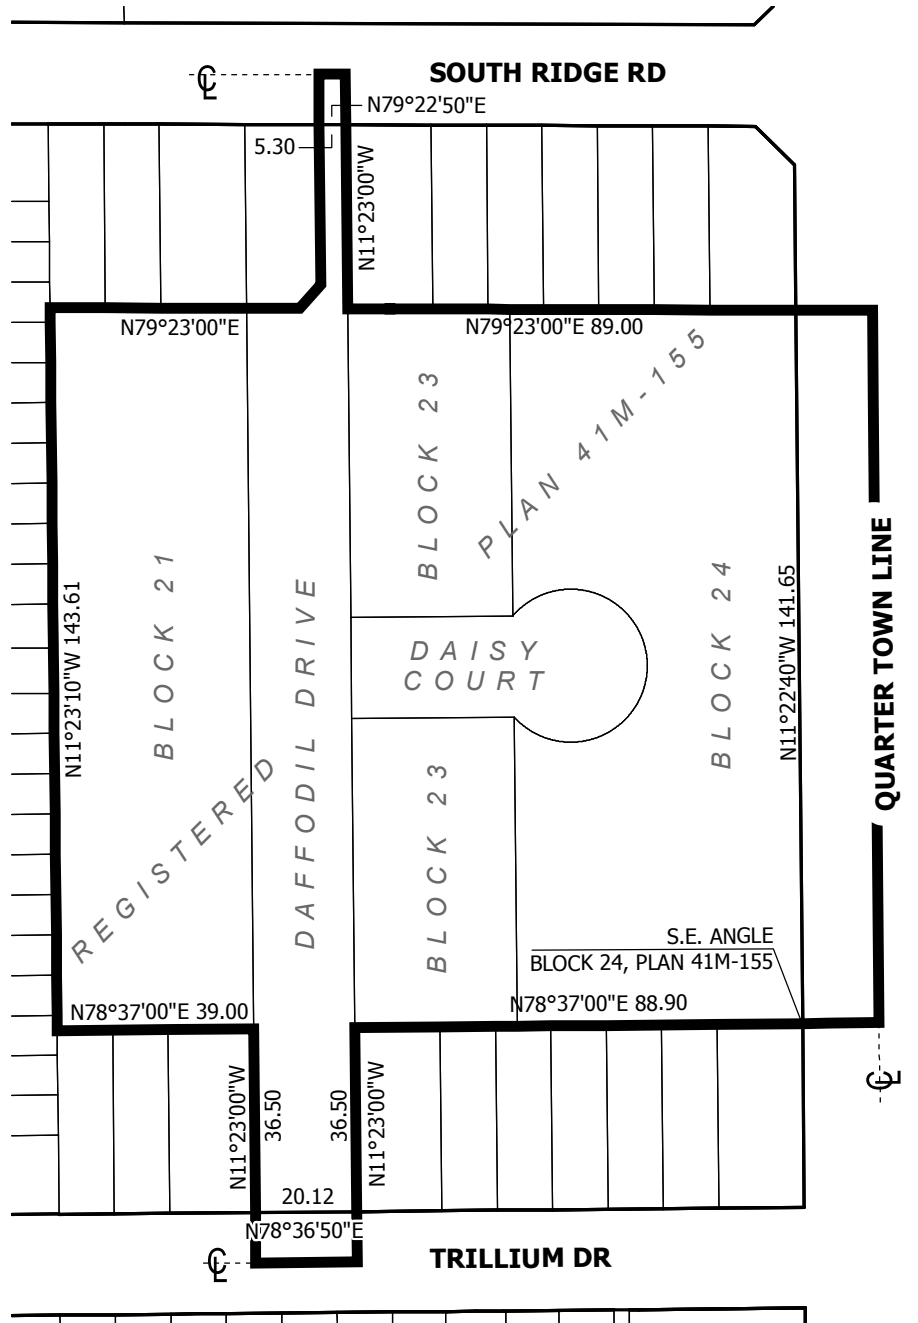 SOUTH RIDGE RD
℄
N79°22'50"E
5.30
N11°23'00"W
N79°23'00"E
N79°23'00"E 89.00
REGISTERED PLAN 41M-155
BLOCK 23
BLOCK 21
DAFFODIL DRIVE
DAISY
COURT
BLOCK 24
N11°23'10"W 143.61
N11°22'40"W 141.65
QUARTER TOWN LINE
BLOCK 23
S.E. ANGLE
BLOCK 24, PLAN 41M-155
N78°37'00"E 39.00
N78°37'00"E 88.90
℄
N11°23'00"W
36.50
36.50
N11°23'00"W
20.12
N78°36'50"E
℄
TRILLIUM DR